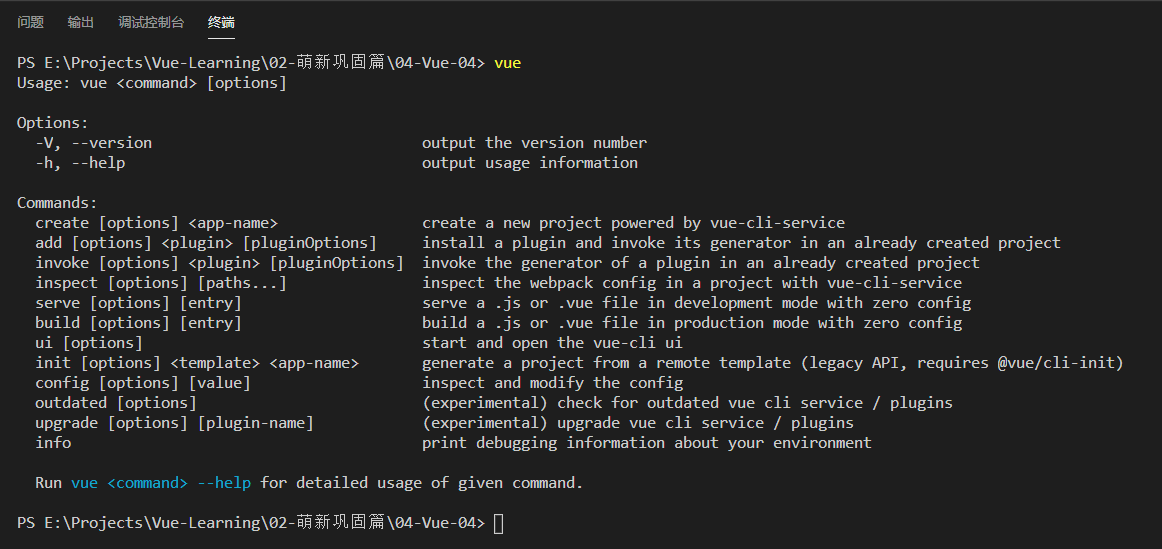 问题 输出 调试控制台 终端
PS E:\Projects\Vue-Learning\02-萌新巩固篇\04-Vue-04> vue
Usage: vue <command> [options]
Options:
-V, --version output the version number
-h, --help output usage information
Commands:
create [options] <app-name> create a new project powered by vue-cli-service
add [options] <plugin> [pluginOptions] install a plugin and invoke its generator in an already created project
invoke [options] <plugin> [pluginOptions] invoke the generator of a plugin in an already created project
inspect [options] [paths...] inspect the webpack config in a project with vue-cli-service
serve [options] [entry] serve a .js or .vue file in development mode with zero config
build [options] [entry] build a .js or .vue file in production mode with zero config
ui [options] start and open the vue-cli ui
init [options] <template> <app-name> generate a project from a remote template (legacy API, requires @vue/cli-init)
config [options] [value] inspect and modify the config
outdated [options] (experimental) check for outdated vue cli service / plugins
upgrade [options] [plugin-name] (experimental) upgrade vue cli service / plugins
info print debugging information about your environment
Run vue <command> --help for detailed usage of given command.
PS E:\Projects\Vue-Learning\02-萌新巩固篇\04-Vue-04>